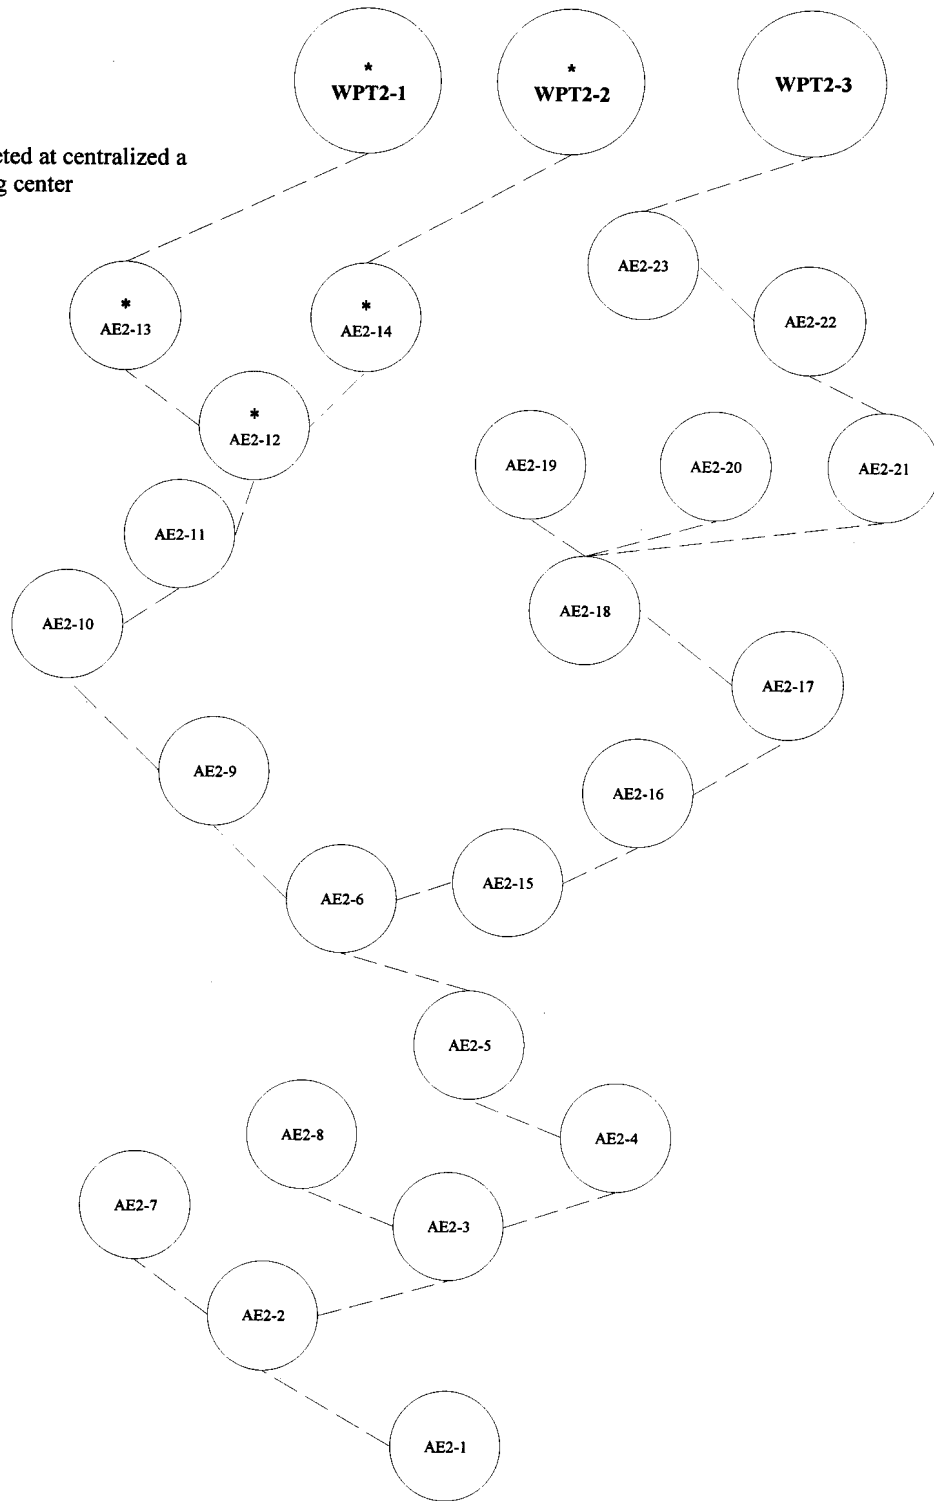 *
WPT2-1
*
WPT2-2
WPT2-3
eted at centralized a
g center
AE2-23
*
AE2-13
*
AE2-14
AE2-22
*
AE2-12
AE2-19
AE2-20
AE2-21
AE2-11
AE2-10
AE2-18
AE2-17
AE2-9
AE2-16
AE2-15
AE2-6
AE2-5
AE2-8
AE2-4
AE2-7
AE2-3
AE2-2
AE2-1